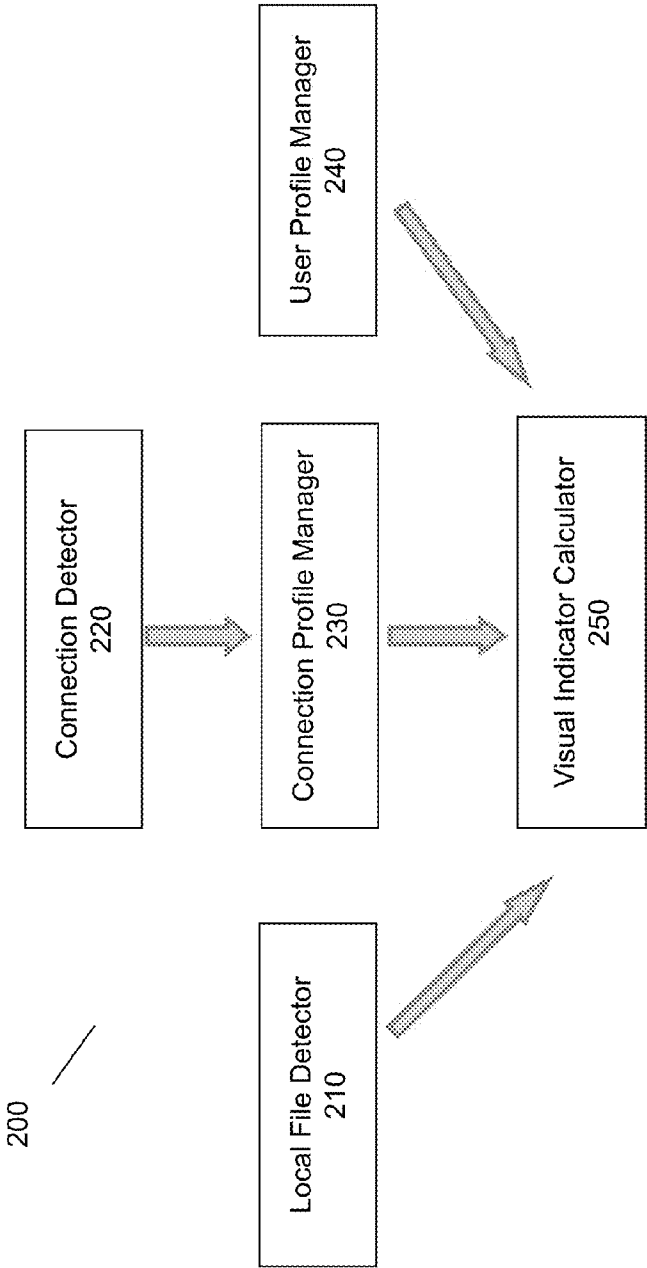 200
Connection Detector
220
Local File Detector
210
Connection Profile Manager
230
User Profile Manager
240
Visual Indicator Calculator
250